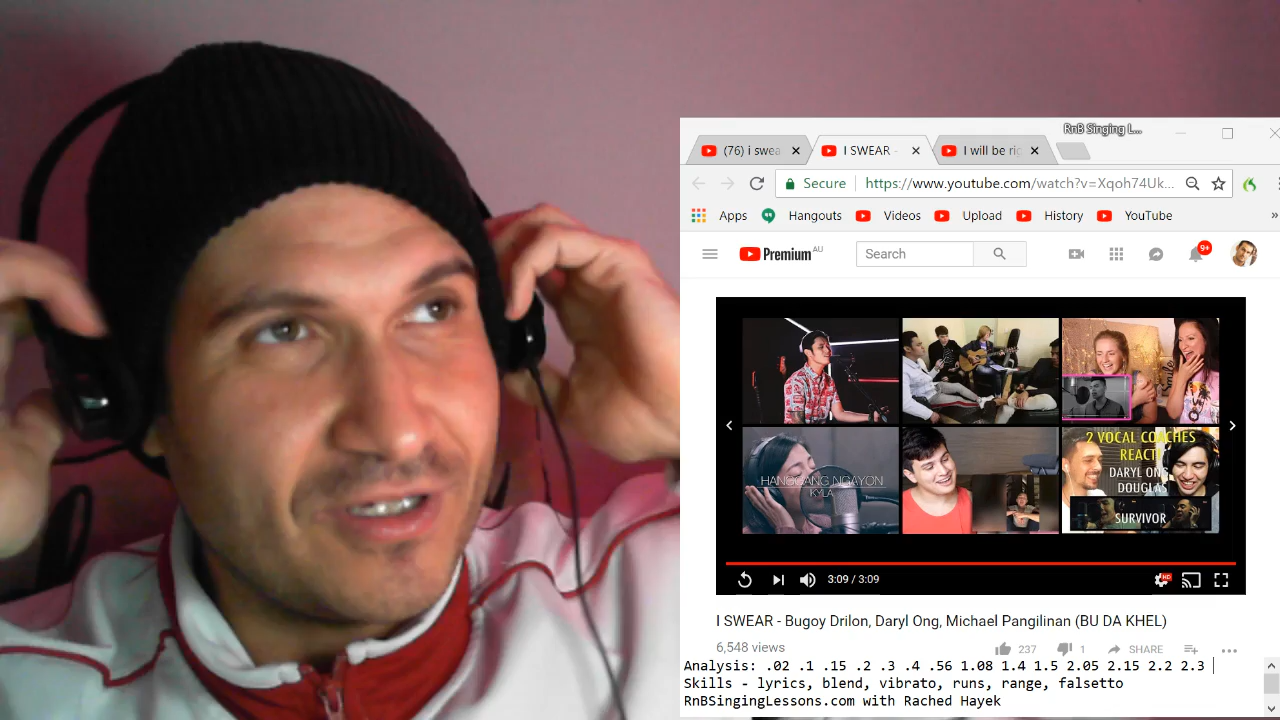 RnB Singing L...
(76) i swea
I SWEAR -
I will be rig
Secure
https://www.youtube.com/watch?v=Xqoh74Uk...
Apps
Hangouts
Videos
Upload
History
YouTube
»
Premium AU
Search
9+
HANGGANG NGAYON
KYLA
2 VOCAL COACHES
REACT!
DARYL ONG
DOUGLAS
SURVIVOR
3:09 / 3:09
HD
I SWEAR - Bugoy Drilon, Daryl Ong, Michael Pangilinan (BU DA KHEL)
6,548 views
237
1
SHARE
Analysis: .02 .1 .15 .2 .3 .4 .56 1.08 1.4 1.5 2.05 2.15 2.2 2.3
Skills - lyrics, blend, vibrato, runs, range, falsetto
RnBSingingLessons.com with Rached Hayek